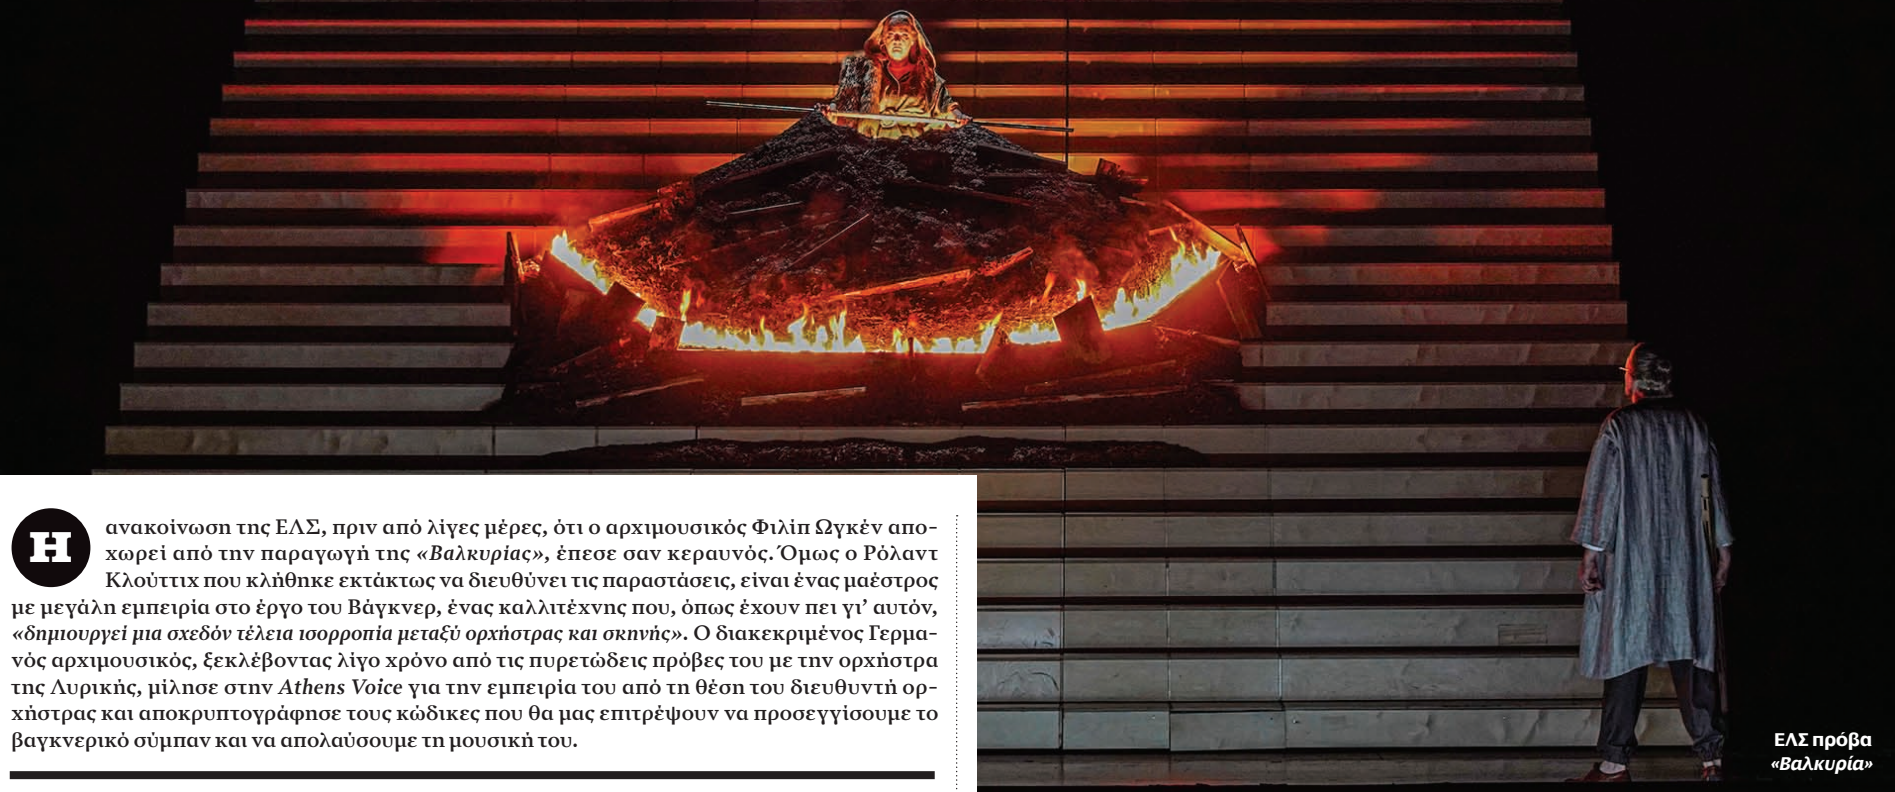 Η ανακοίνωση της ΕΛΣ, πριν από λίγες μέρες, ότι ο αρχιμουσικός Φιλίπ Ωγκέν απο-
χωρεί από την παραγωγή της «Βαλκυρίας», έπεσε σαν κεραυνός. Όμως ο Ρόλαντ
Κλούττιχ που κλήθηκε εκτάκτως να διευθύνει τις παραστάσεις, είναι ένας μαέστρος
με μεγάλη εμπειρία στο έργο του Βάγκνερ, ένας καλλιτέχνης που, όπως έχουν πει γι’ αυτόν,
«δημιουργεί μια σχεδόν τέλεια ισορροπία μεταξύ ορχήστρας και σκηνής». Ο διακεκριμένος Γερμα-
νός αρχιμουσικός, ξεκλέβοντας λίγο χρόνο από τις πυρετώδεις πρόβες του με την ορχήστρα
της Λυρικής, μίλησε στην Athens Voice για την εμπειρία του από τη θέση του διευθυντή ορ-
χήστρας και αποκρυπτογράφησε τους κώδικες που θα μας επιτρέψουν να προσεγγίσουμε το
βαγκνερικό σύμπαν και να απολαύσουμε τη μουσική του.
ΕΛΣ πρόβα
«Βαλκυρία»